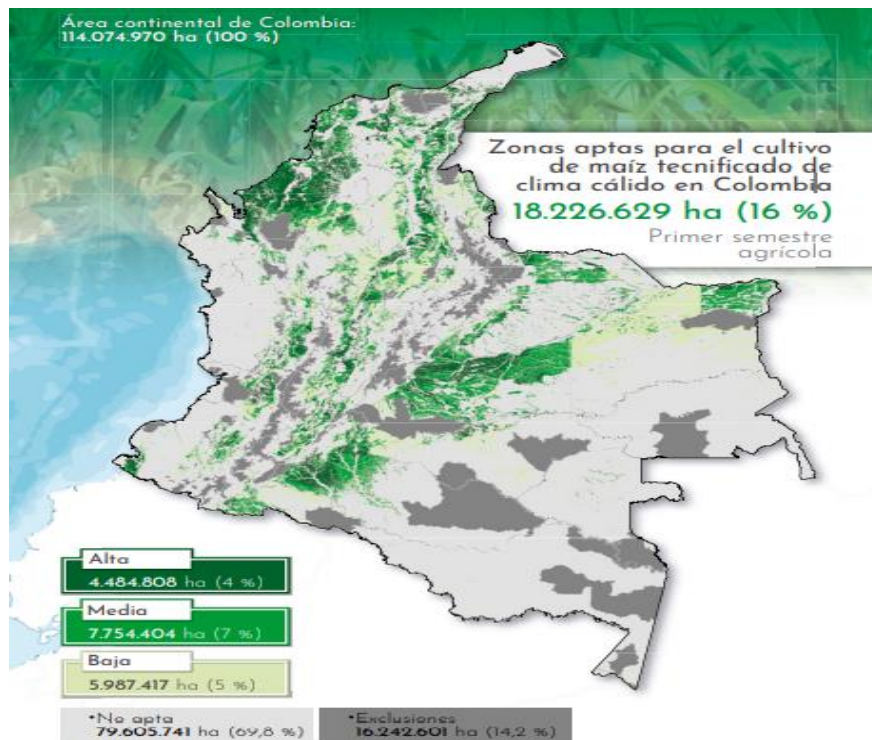 Área continental de Colombia:
114.074.970 ha (100 %)
Zonas aptas para el cultivo
de maíz tecnificado de
clima cálido en Colombia
18.226.629 ha (16 %)
Primer semestre
agrícola
Alta
4.484.808 ha (4 %)
Media
7.754.404 ha (7 %)
Baja
5.987.417 ha (5 %)
•No apta
79.605.741 ha (69,8 %)
•Exclusiones
16.242.601 ha (14,2 %)